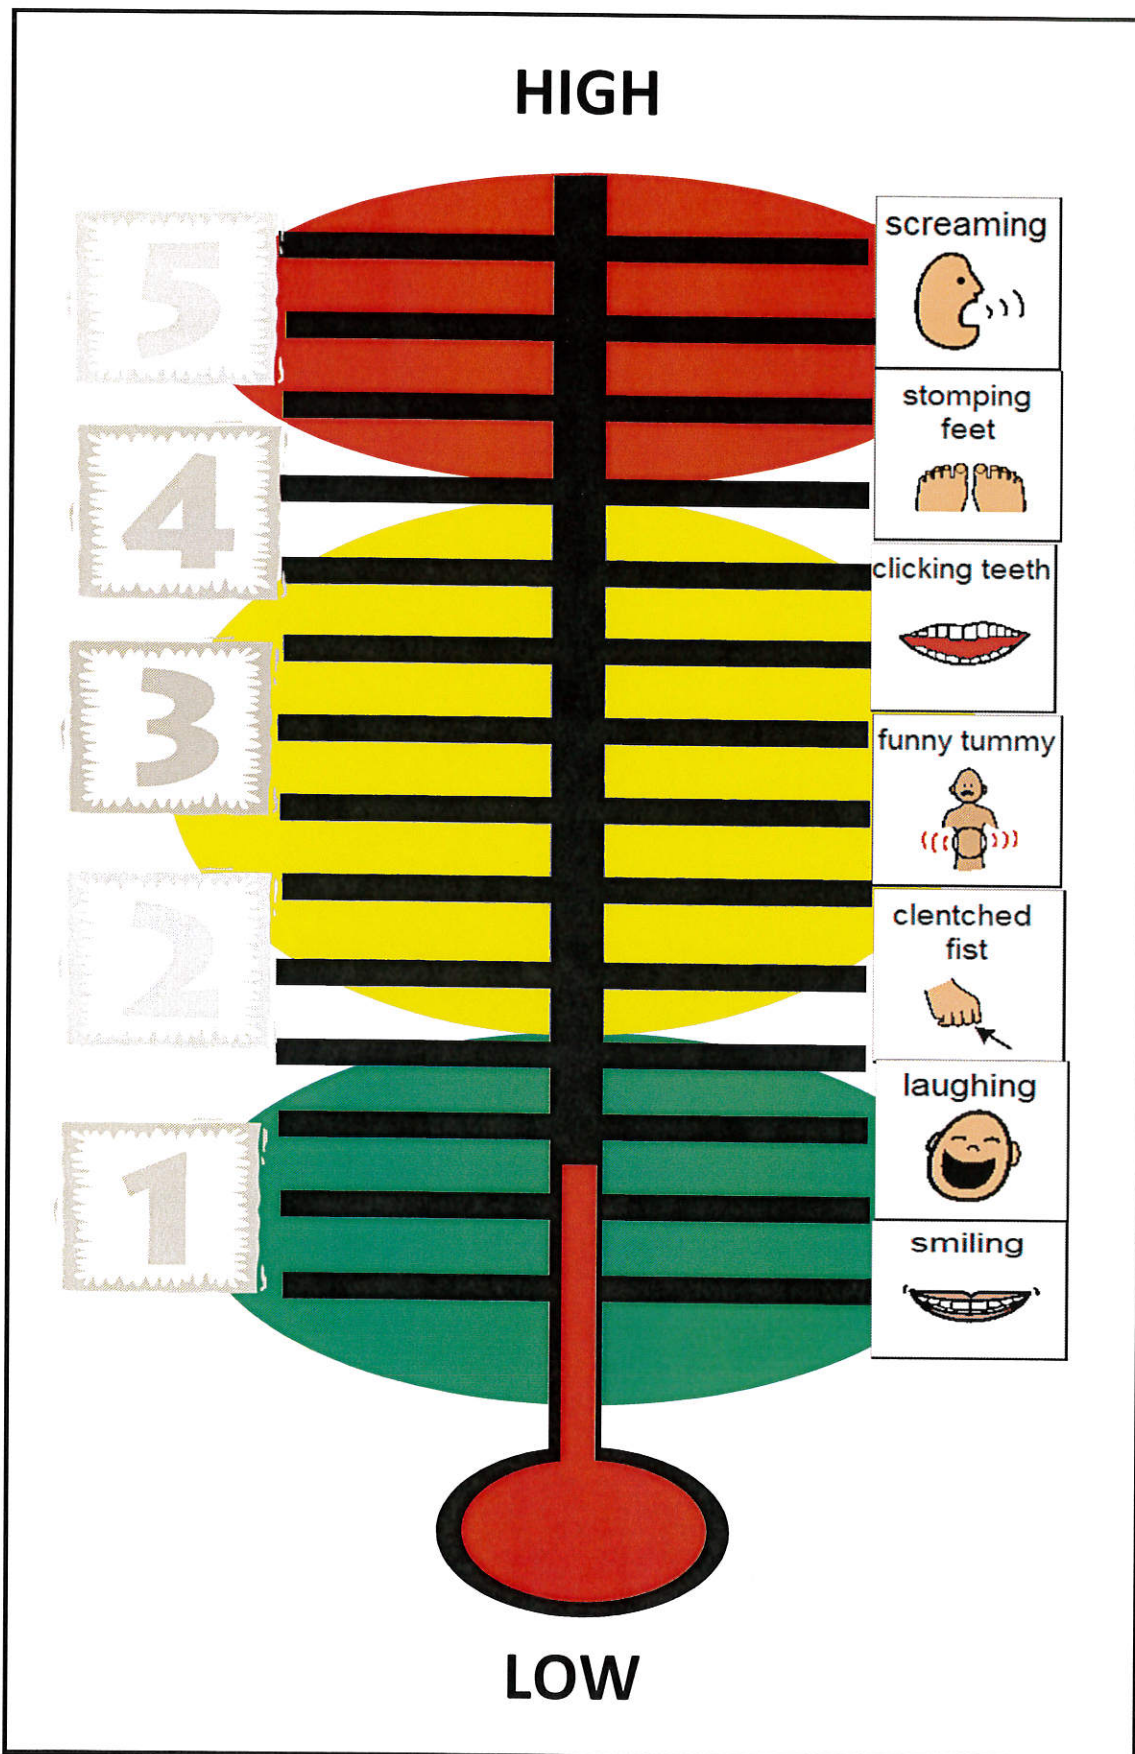 HIGH
5
screaming
stomping
feet
4
clicking teeth
3
funny tummy
2
clentched
fist
laughing
1
smiling
LOW